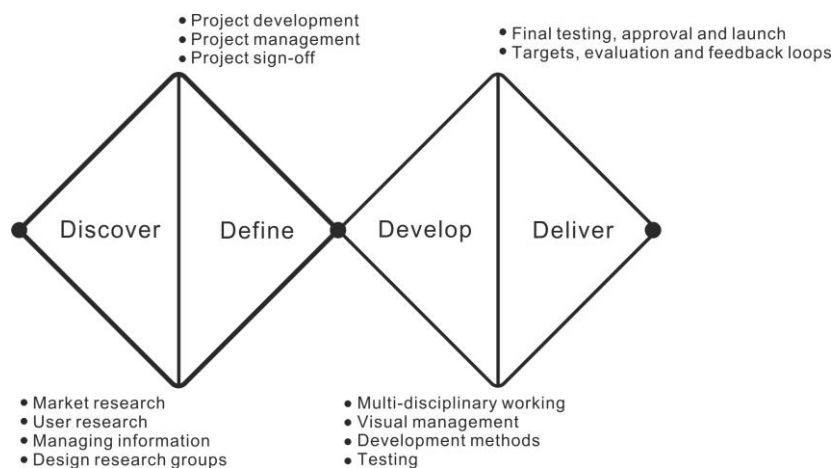 • Project development
• Project management
• Project sign-off
• Final testing, approval and launch
• Targets, evaluation and feedback loops
Discover
Define
Develop
Deliver
• Market research
• User research
• Managing information
• Design research groups
• Multi-disciplinary working
• Visual management
• Development methods
• Testing